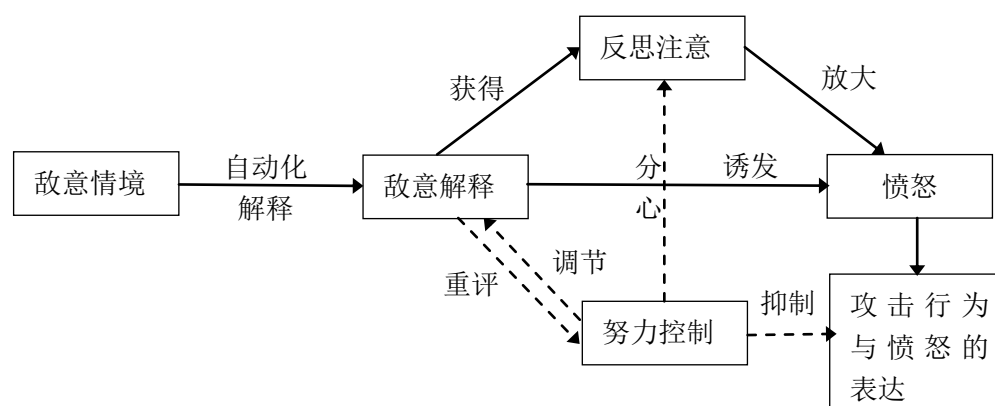 反思注意
获得
放大
敌意情境
自动化
解释
敌意解释
分
心
诱发
愤怒
重评
调节
努力控制
抑制
攻击行为
与愤怒的
表达